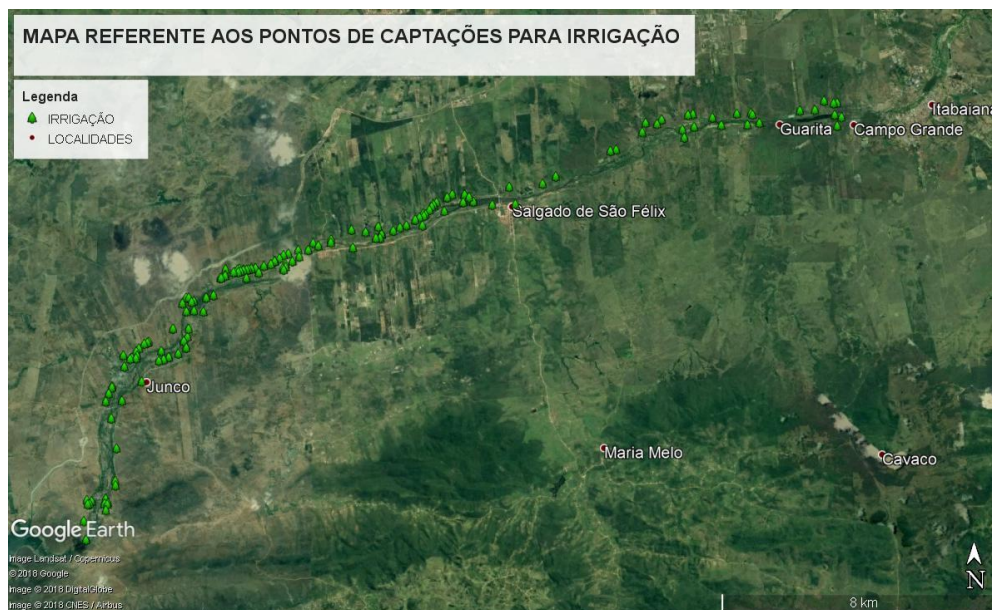 MAPA REFERENTE AOS PONTOS DE CAPTAÇÕES PARA IRRIGAÇÃO
Legenda
IRRIGAÇÃO
LOCALIDADES
Itabaiana
Guarita
Campo Grande
Salgado de São Félix
Junco
Maria Melo
Cavaco
Google Earth
Image Landsat / Copernicus
© 2018 Google
Image © 2018 DigitalGlobe
Image © 2018 CNES / Airbus
N
8 km